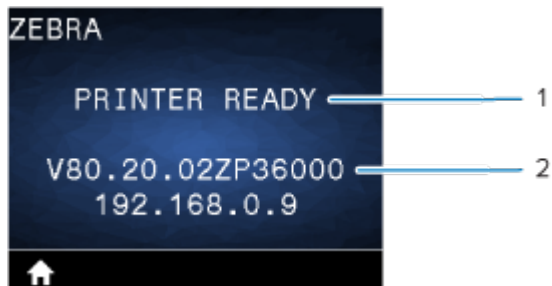 ZEBRA
PRINTER READY
1
V80.20.02ZP36000
2
192.168.0.9